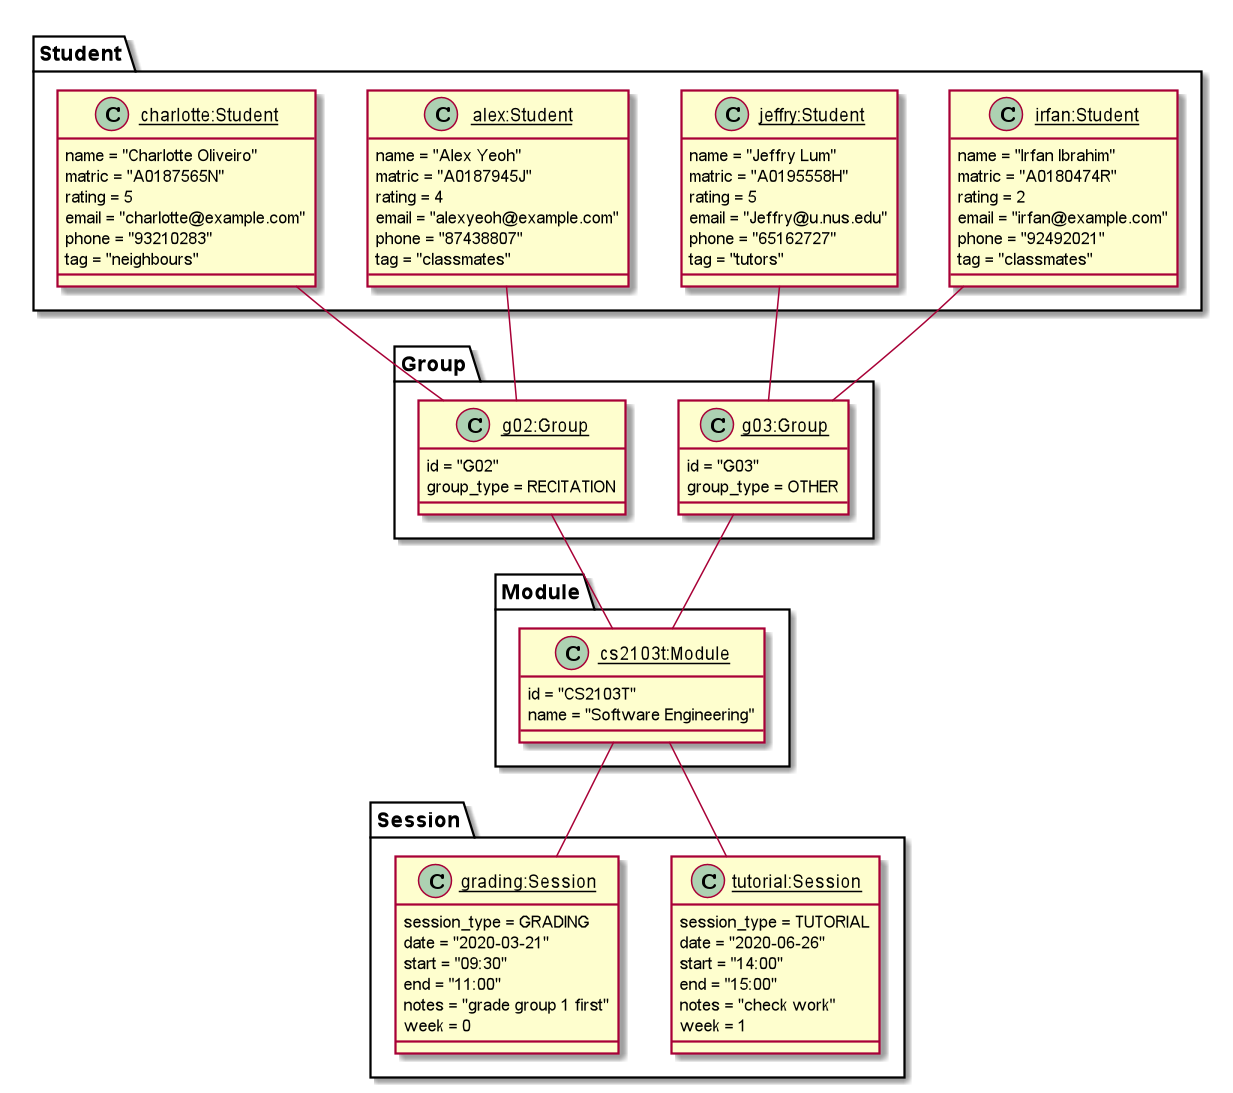 Student
C charlotte:Student
name = "Charlotte Oliveiro"
matric = "A0187565N"
rating = 5
email = "charlotte@example.com"
phone = "93210283"
tag = "neighbours"
C alex:Student
name = "Alex Yeoh"
matric = "A0187945J"
rating = 4
email = "alexyeoh@example.com"
phone = "87438807"
tag = "classmates"
C jeffry:Student
name = "Jeffry Lum"
matric = "A0195558H"
rating = 5
email = "Jeffry@u.nus.edu"
phone = "65162727"
tag = "tutors"
C irfan:Student
name = "Irfan Ibrahim"
matric = "A0180474R"
rating = 2
email = "irfan@example.com"
phone = "92492021"
tag = "classmates"
Group
C g02:Group
id = "G02"
group_type = RECITATION
C g03:Group
id = "G03"
group_type = OTHER
Module
C cs2103t:Module
id = "CS2103T"
name = "Software Engineering"
Session
C grading:Session
session_type = GRADING
date = "2020-03-21"
start = "09:30"
end = "11:00"
notes = "grade group 1 first"
week = 0
C tutorial:Session
session_type = TUTORIAL
date = "2020-06-26"
start = "14:00"
end = "15:00"
notes = "check work"
week = 1